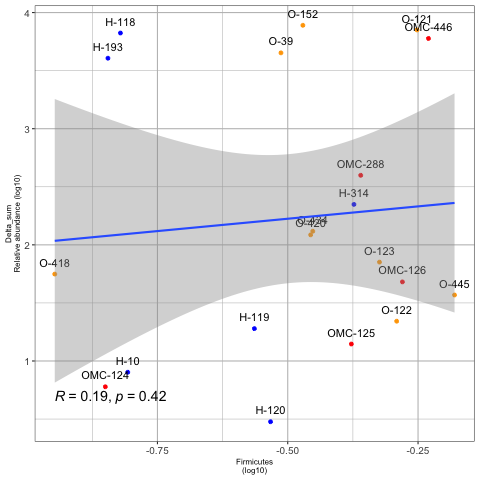 4
3
2
1
Delta_sum
Relative abundance (log10)
O-152
O-121
H-118
OMC-446
H-193
O-39
OMC-288
H-314
O-420
O-123
O-418
OMC-126
O-445
H-119
O-122
OMC-125
H-10
OMC-124
R = 0.19, p = 0.42
H-120
-0.75
-0.50
-0.25
Firmicutes
(log10)